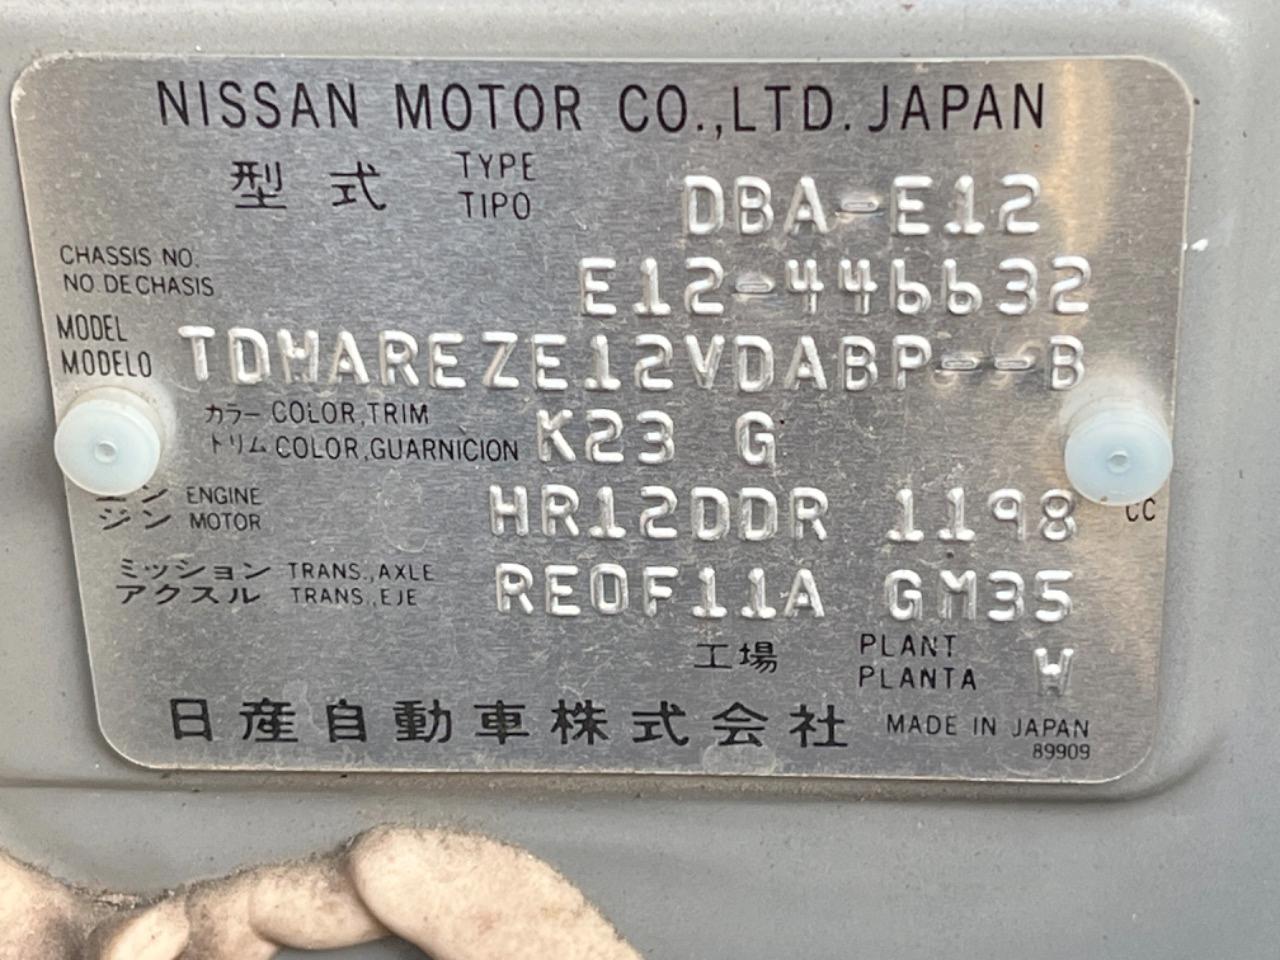 NISSAN MOTOR CO.,LTD. JAPAN
型式 TYPE TIPO DBA-E12
CHASSIS NO.
NO. DE CHASIS E12-446632
MODEL
MODELO TDHAREZE12VDABP---B
カラー COLOR,TRIM
トリム COLOR,GUARNICION K23 G
エン ENGINE
ジン MOTOR HR12DDR 1198 CC
ミッション TRANS.,AXLE
アクスル TRANS.,EJE RE0F11A GM35
工場 PLANT PLANTA W
日産自動車株式会社 MADE IN JAPAN
89909